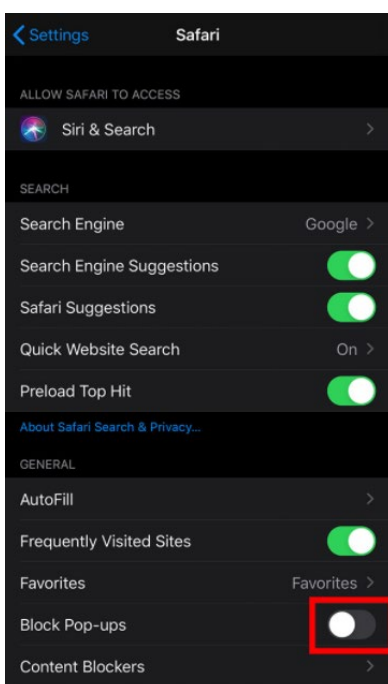 Settings Safari
ALLOW SAFARI TO ACCESS
Siri & Search
SEARCH
Search Engine Google
Search Engine Suggestions
Safari Suggestions
Quick Website Search On
Preload Top Hit
About Safari Search & Privacy...
GENERAL
AutoFill
Frequently Visited Sites
Favorites Favorites
Block Pop-ups
Content Blockers